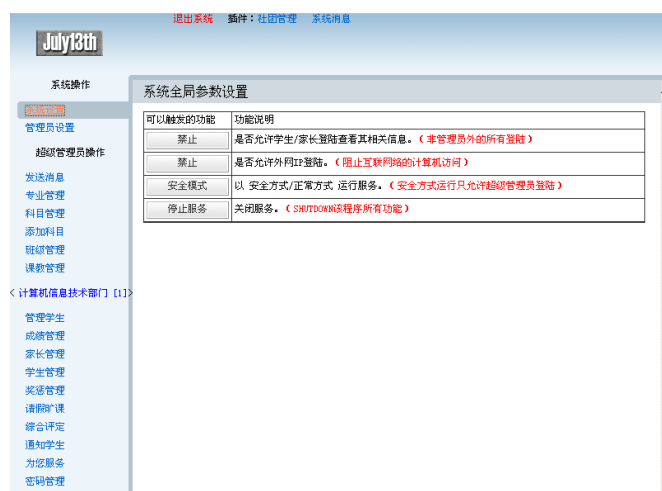 退出系统 插件：社团管理 系统消息
July13th
系统操作
系统设置
管理员设置
超级管理员操作
发送消息
专业管理
科目管理
添加科目
班级管理
课教管理
<计算机信息技术部门 [1]>
管理学生
成绩管理
家长管理
学生管理
奖惩管理
请假旷课
综合评定
通知学生
为您服务
密码管理
系统全局参数设置
可以触发的功能 功能说明
禁止 是否允许学生/家长登陆查看其相关信息。（非管理员外的所有登陆）
禁止 是否允许外网IP登陆。（阻止互联网络的计算机访问）
安全模式 以 安全方式/正常方式 运行服务。（安全方式运行只允许超级管理员登陆）
停止服务 关闭服务。（SHUTDOWN该程序所有功能）